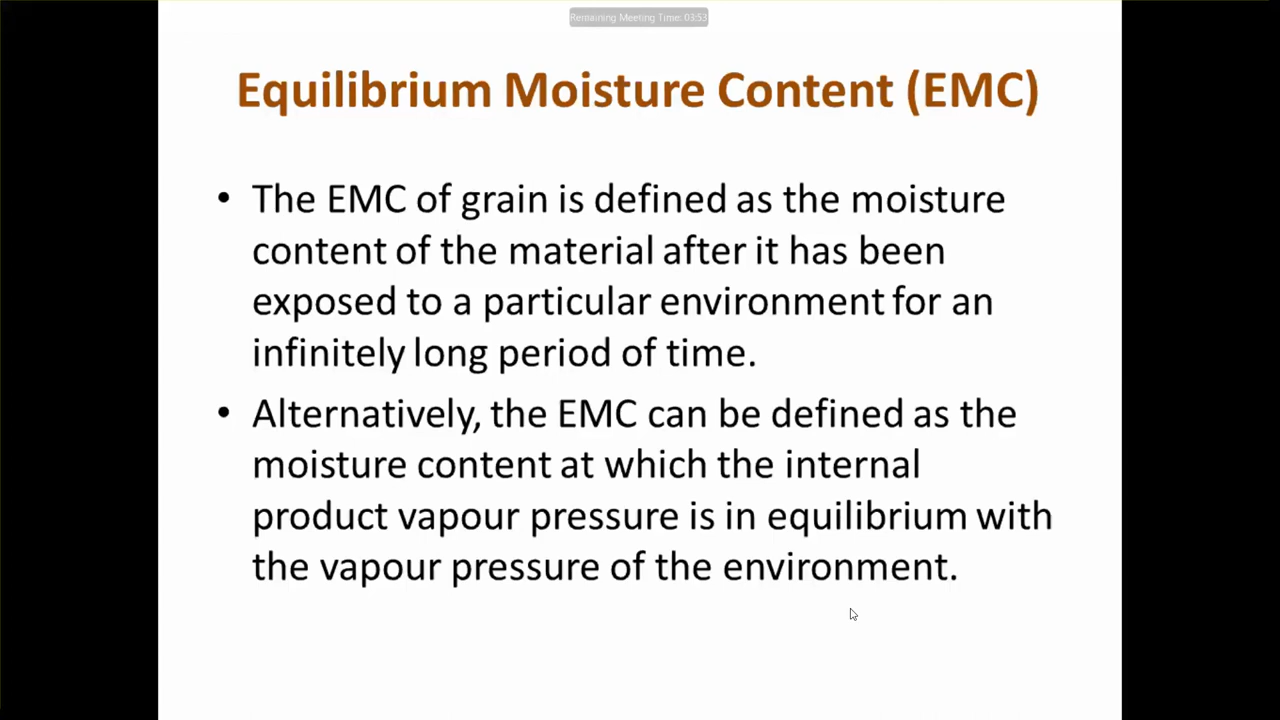 Remaining Meeting Time: 03:53
Equilibrium Moisture Content (EMC)
• The EMC of grain is defined as the moisture
content of the material after it has been
exposed to a particular environment for an
infinitely long period of time.
• Alternatively, the EMC can be defined as the
moisture content at which the internal
product vapour pressure is in equilibrium with
the vapour pressure of the environment.